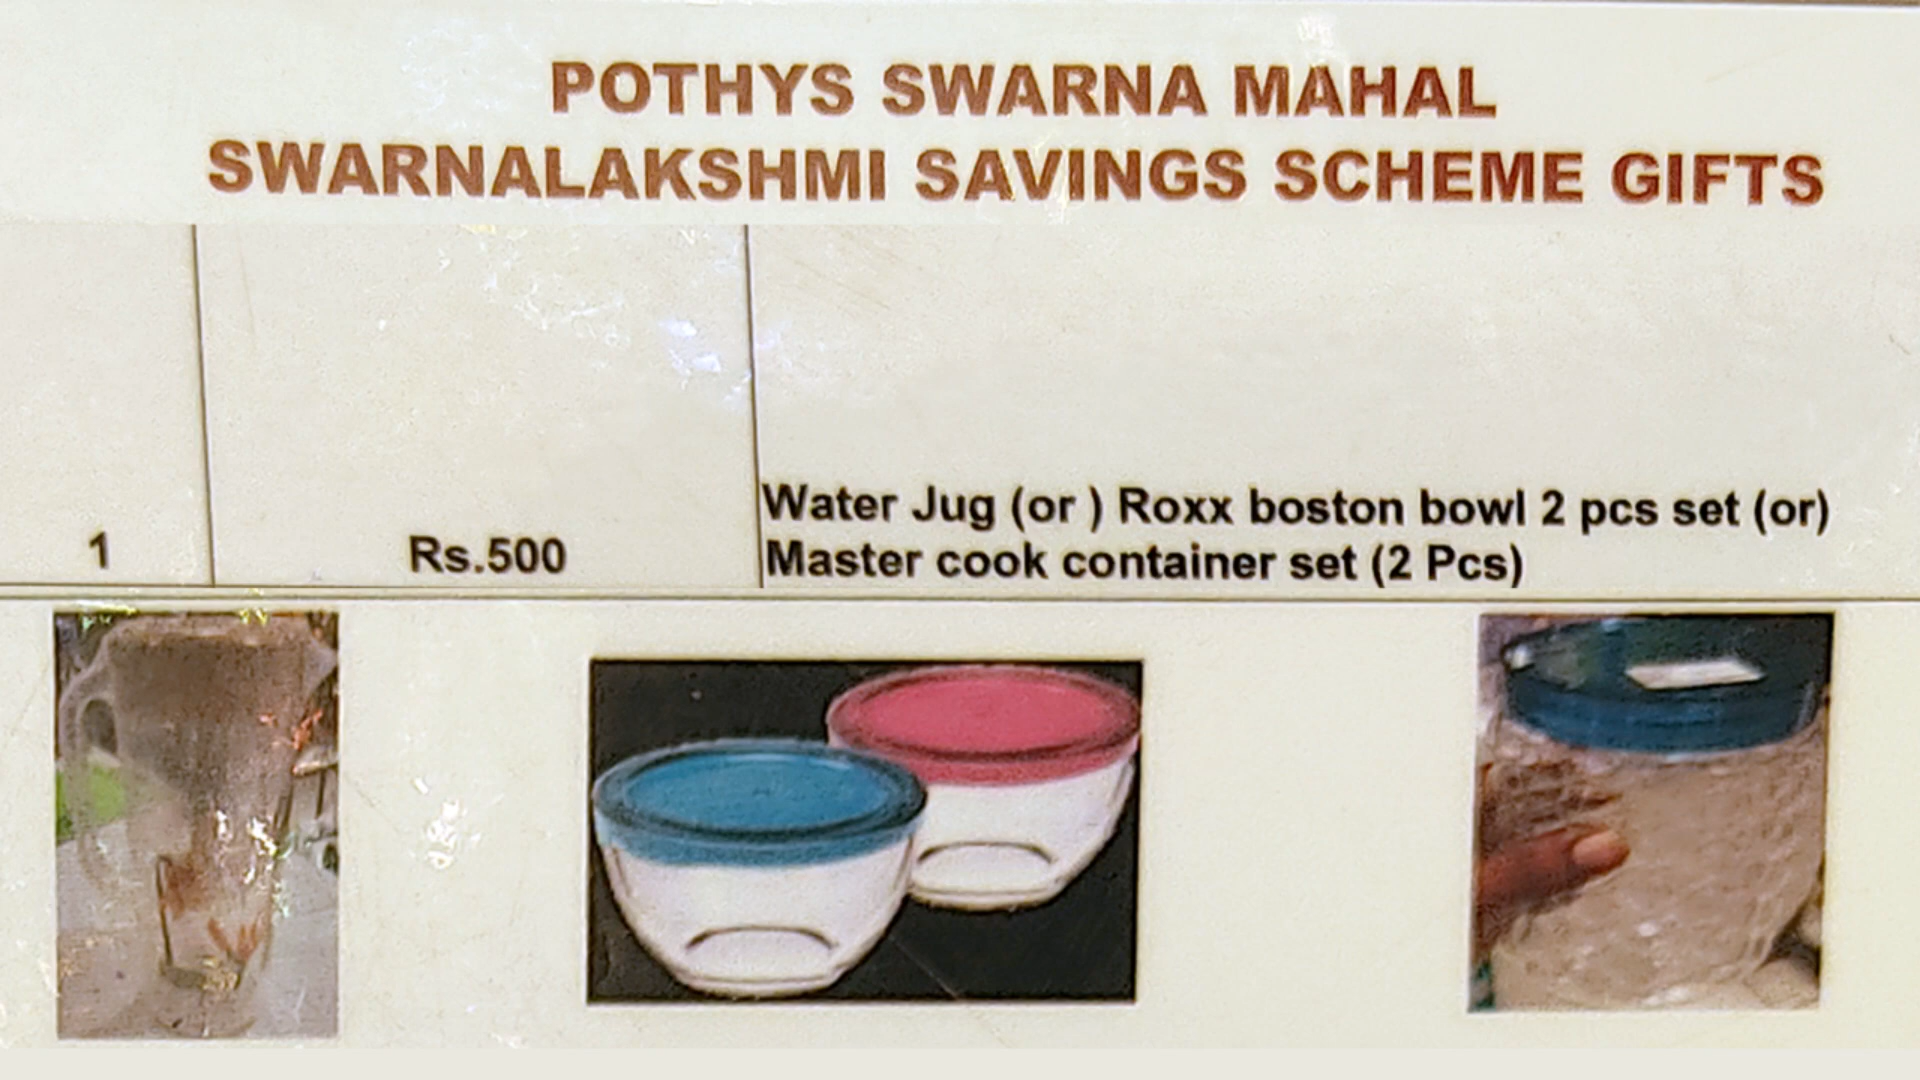 POTHYS SWARNA MAHAL
SWARNALAKSHMI SAVINGS SCHEME GIFTS
1 Rs.500 Water Jug (or ) Roxx boston bowl 2 pcs set (or)
Master cook container set (2 Pcs)